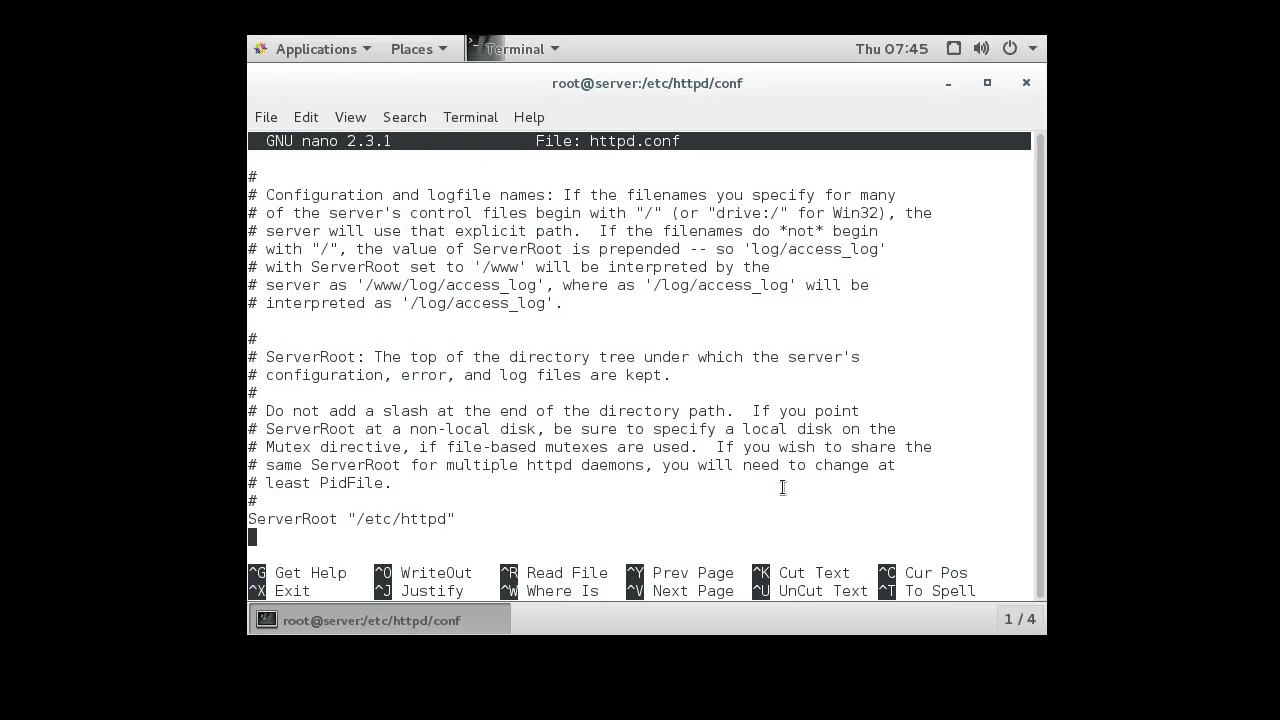 Applications Places Terminal Thu 07:45
root@server:/etc/httpd/conf
File Edit View Search Terminal Help
GNU nano 2.3.1 File: httpd.conf
#
# Configuration and logfile names: If the filenames you specify for many
# of the server's control files begin with "/" (or "drive:/" for Win32), the
# server will use that explicit path.  If the filenames do *not* begin
# with "/", the value of ServerRoot is prepended -- so 'log/access_log'
# with ServerRoot set to '/www' will be interpreted by the
# server as '/www/log/access_log', where as '/log/access_log' will be
# interpreted as '/log/access_log'.
#
# ServerRoot: The top of the directory tree under which the server's
# configuration, error, and log files are kept.
#
# Do not add a slash at the end of the directory path.  If you point
# ServerRoot at a non-local disk, be sure to specify a local disk on the
# Mutex directive, if file-based mutexes are used.  If you wish to share the
# same ServerRoot for multiple httpd daemons, you will need to change at
# least PidFile.
#
ServerRoot "/etc/httpd"
^G Get Help ^O WriteOut ^R Read File ^Y Prev Page ^K Cut Text ^C Cur Pos
^X Exit ^J Justify ^W Where Is ^V Next Page ^U UnCut Text ^T To Spell
root@server:/etc/httpd/conf 1 / 4